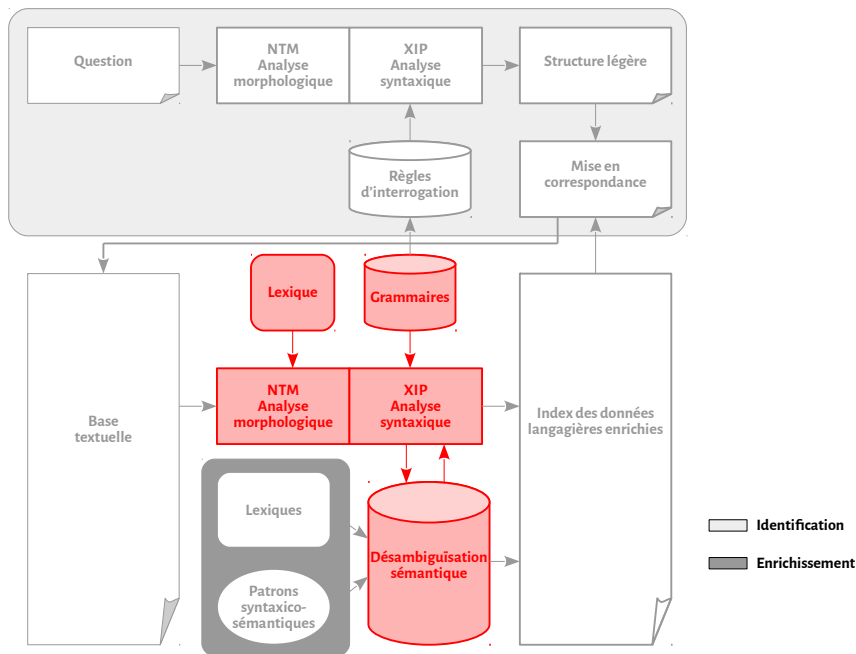 Question
NTM
Analyse
morphologique
XIP
Analyse
syntaxique
Structure légère
Règles
d'interrogation
Mise en
correspondance
Lexique
Grammaires
Base
textuelle
NTM
Analyse
morphologique
XIP
Analyse
syntaxique
Index des données
langagières enrichies
Lexiques
Patrons
syntaxico-
sémantiques
Désambiguïsation
sémantique
Identification
Enrichissement